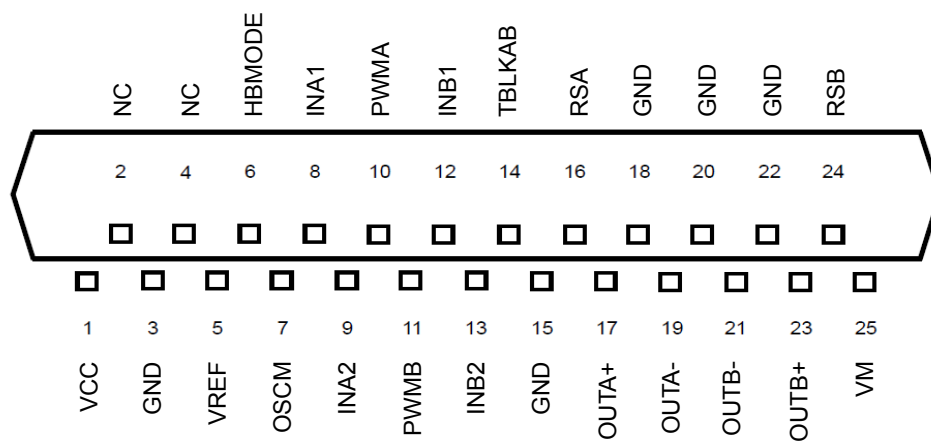 NC NC HBMODE INA1 PWMA INB1 TBLKAB RSA GND GND GND RSB
2 4 6 8 10 12 14 16 18 20 22 24
1 3 5 7 9 11 13 15 17 19 21 23 25
VCC GND VREF OSCM INA2 PWMB INB2 GND OUTA+ OUTA- OUTB- OUTB+ VM